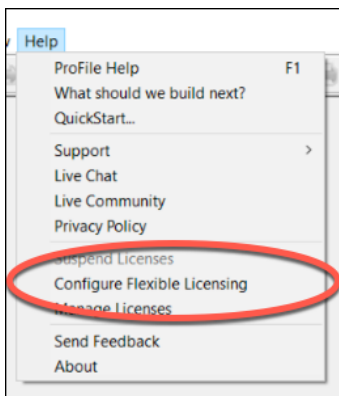 Help
ProFile Help F1
What should we build next?
QuickStart...
Support >
Live Chat
Live Community
Privacy Policy
Suspend Licenses
Configure Flexible Licensing
Manage Licenses
Send Feedback
About